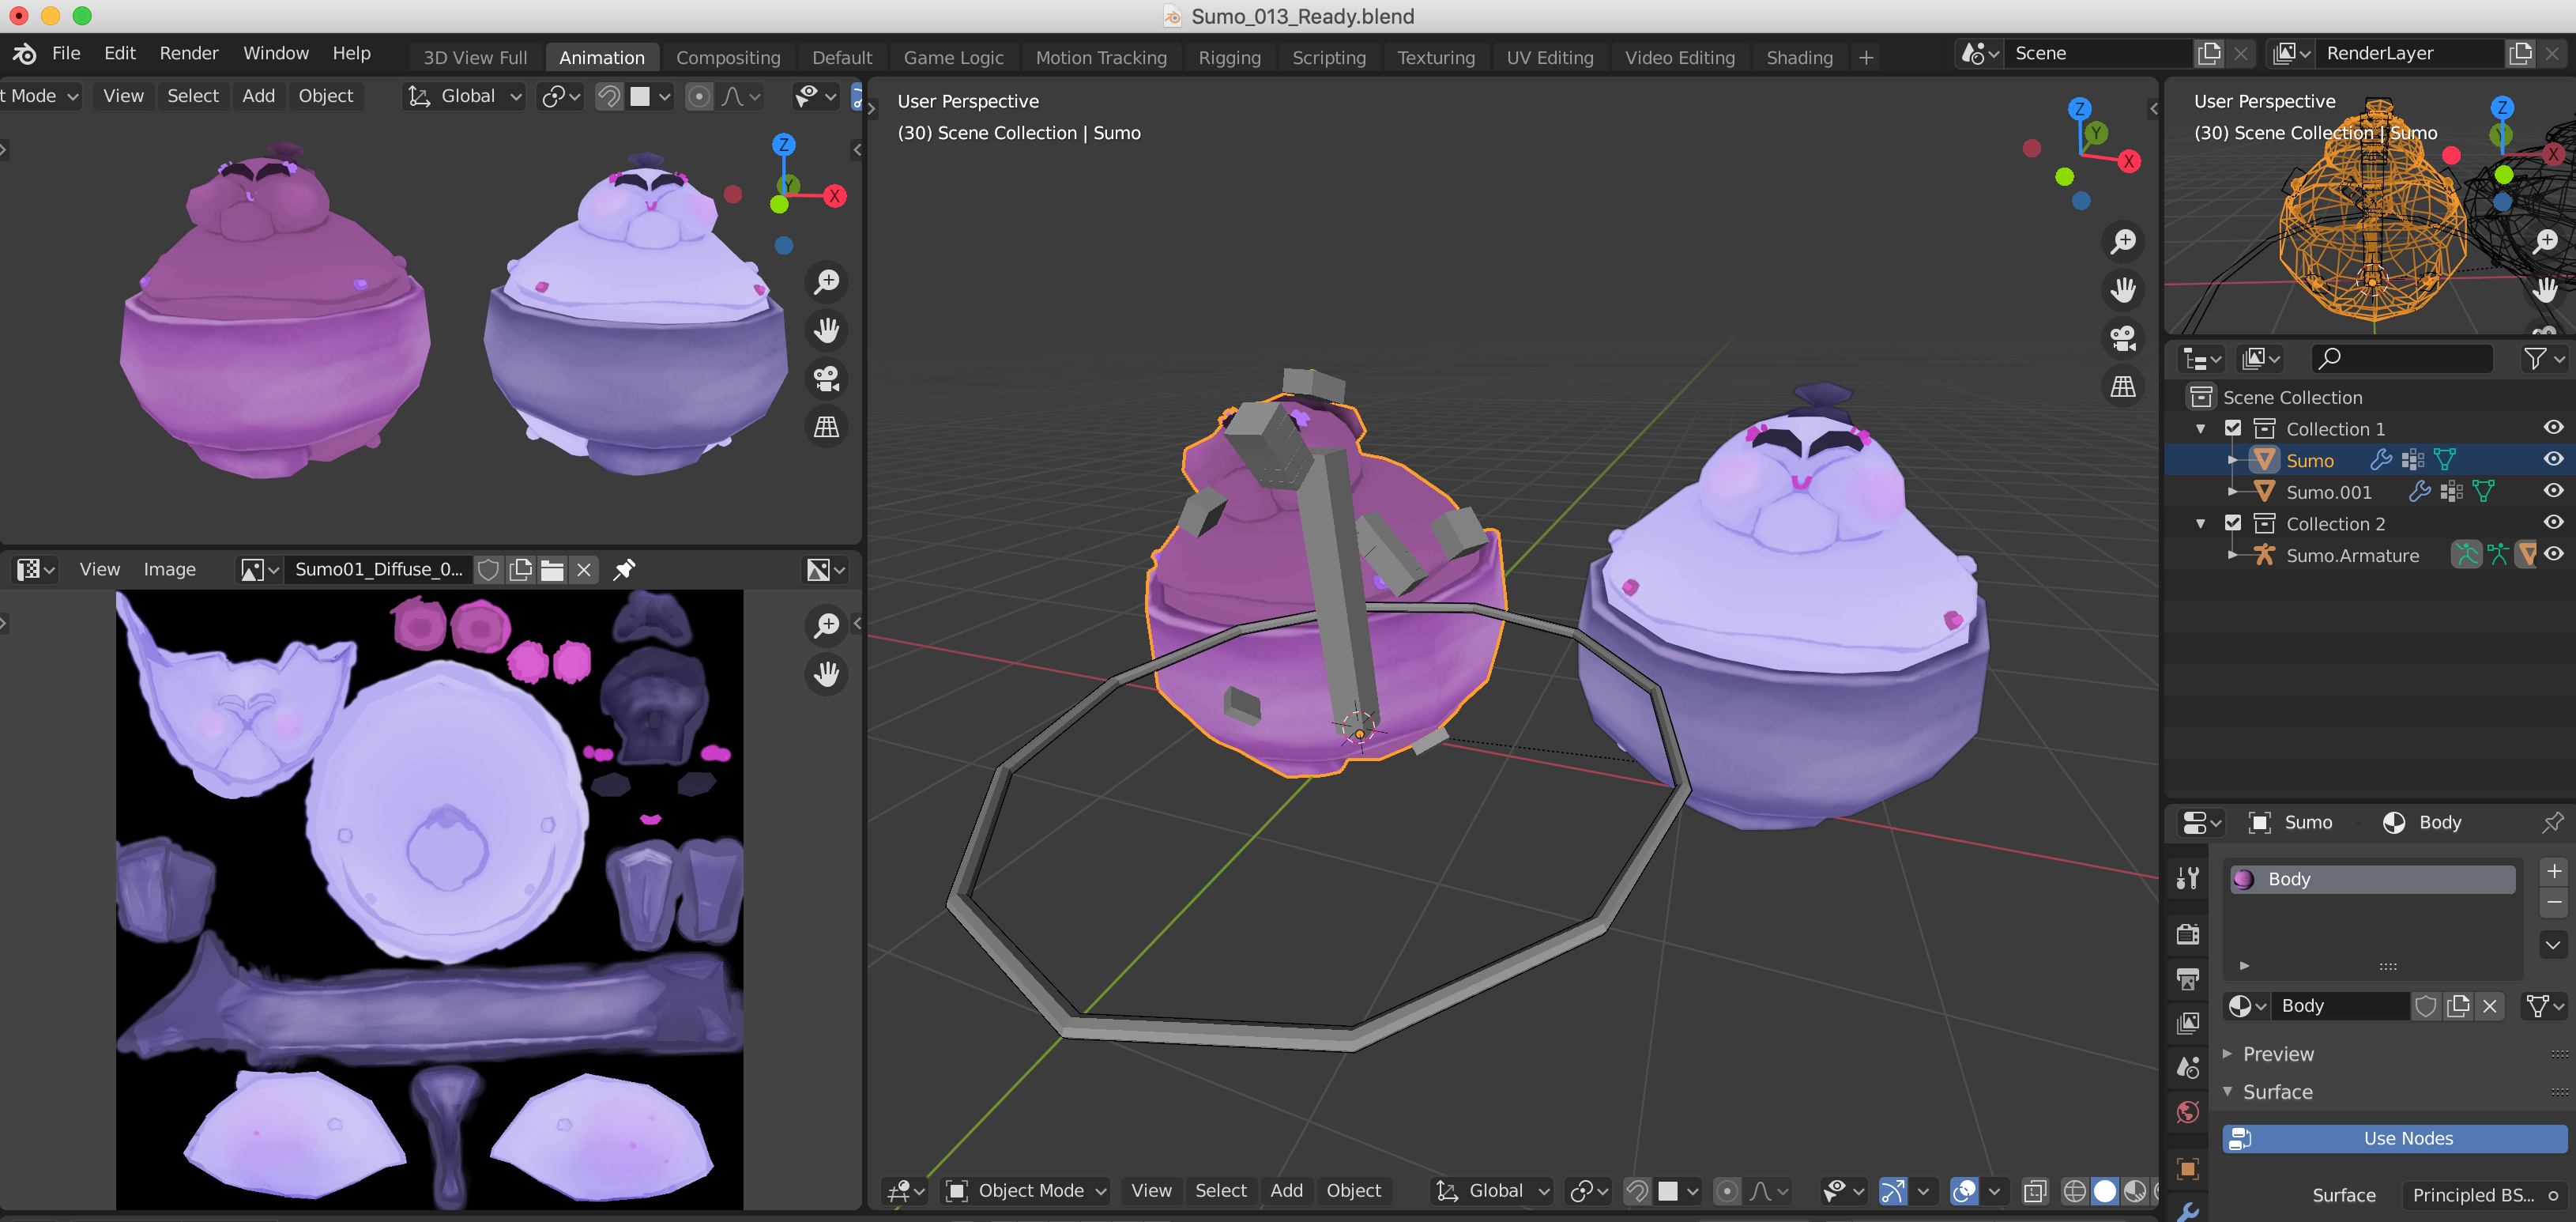 Sumo_013_Ready.blend
File Edit Render Window Help
3D View Full Animation Compositing Default Game Logic Motion Tracking Rigging Scripting Texturing UV Editing Video Editing Shading +
Scene
RenderLayer
t Mode View Select Add Object Global
Z
Y
X
View Image Sumo01_Diffuse_0...
User Perspective
(30) Scene Collection | Sumo
Z
Y
X
Object Mode View Select Add Object Global
User Perspective
(30) Scene Collection | Sumo
Z
Y
X
Scene Collection
Collection 1
Sumo
Sumo.001
Collection 2
Sumo.Armature
Sumo Body
Body
Body
Preview
Surface
Use Nodes
Surface Principled BS...